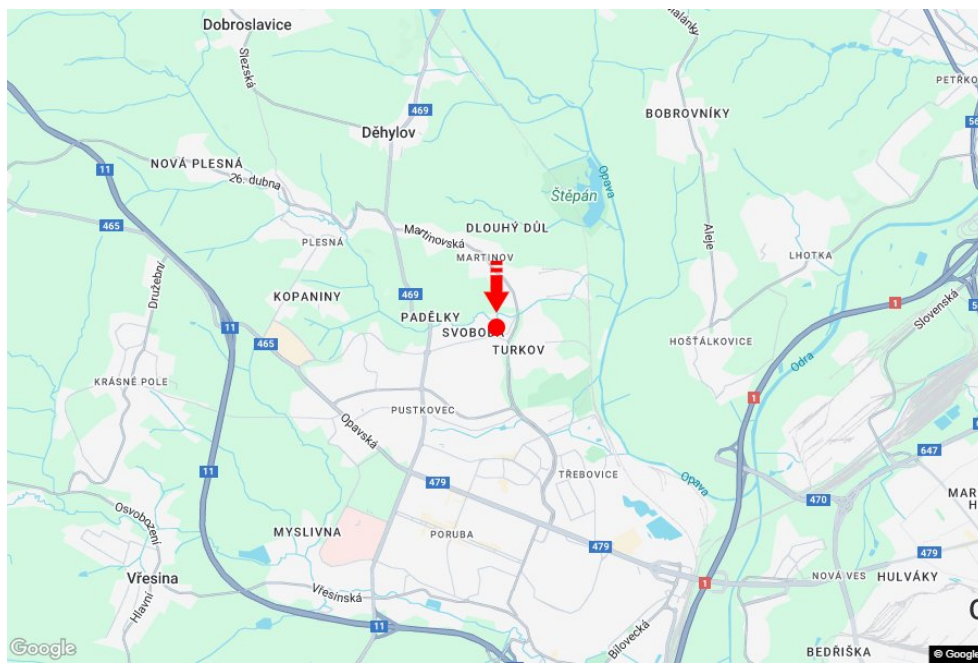 Dobroslavice
Slezská
469
Děhylov
BOBROVNÍKY
11
NOVÁ PLESNÁ
26. dubna
465
Štěpán
Opava
DLOUHÝ DŮL
Martinovská
MARTINOV
PLESNÁ
Aleje
LHOTKA
Družební
KOPANINY
469
PADĚLKY
SVOBODA
TURKOV
1
Slovenská
11
465
HOŠŤÁLKOVICE
Odra
KRÁSNÉ POLE
PUSTKOVEC
1
Opavská
11
479
TŘEBOVICE
Opava
647
470
Osvobození
MYSLIVNA
PORUBA
479
479
NOVÁ VES
HULVÁKY
Vřesina
Hlavní
Vřesinská
1
11
Bílovecká
BEDŘIŠKA
Google
© Google